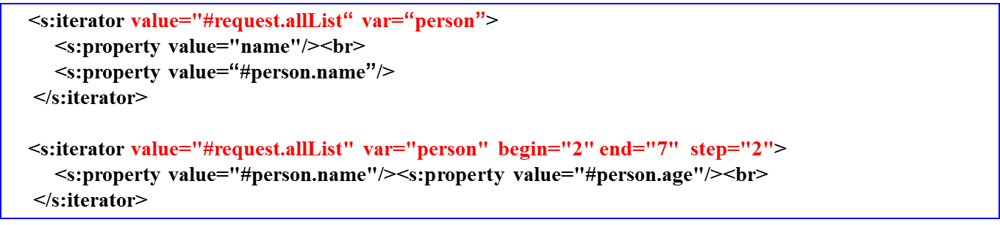 <s:iterator value="#request.allList“ var=“person”>
<s:property value="name"/><br>
<s:property value=“#person.name”/>
</s:iterator>
<s:iterator value="#request.allList" var="person" begin="2" end="7" step="2">
<s:property value="#person.name"/><s:property value="#person.age"/><br>
</s:iterator>